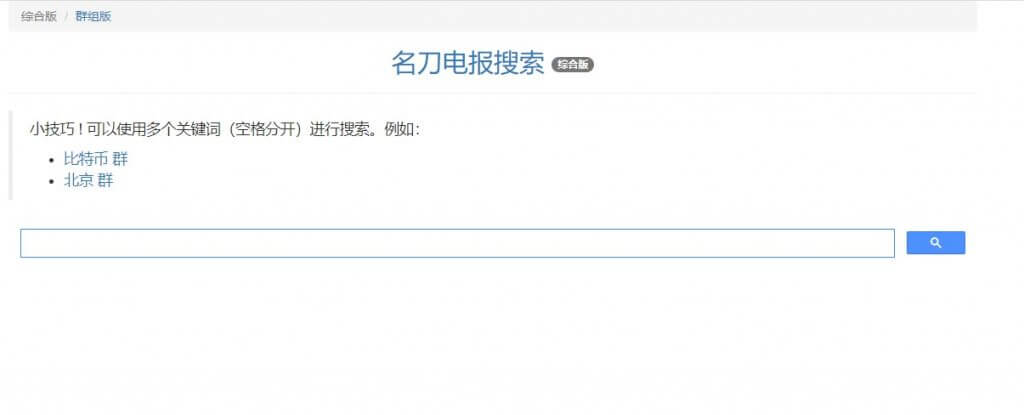 综合版 / 群组版
名刀电报搜索 综合版
小技巧！可以使用多个关键词（空格分开）进行搜索。例如：
比特币 群
北京 群